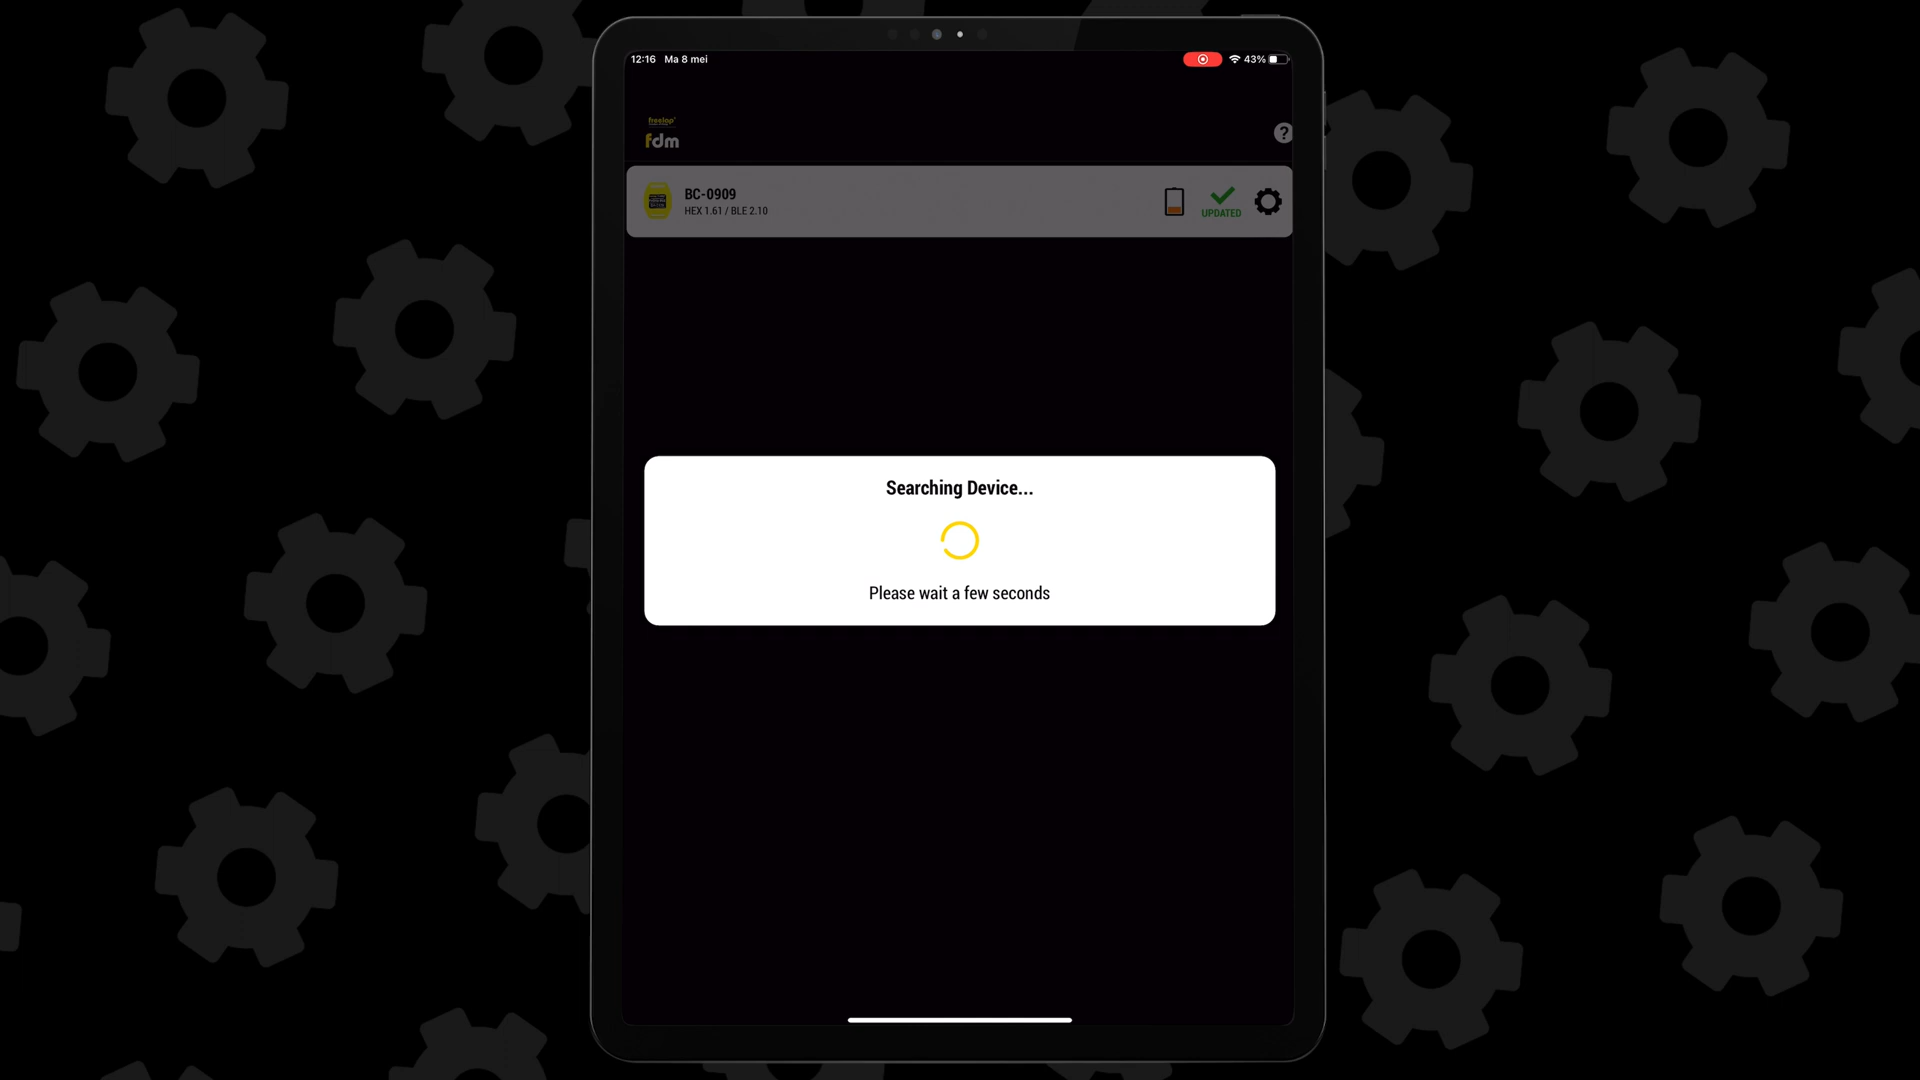 12:16 Ma 8 mei
43%
freelap
fdm
?
BC-0909
HEX 1.61 / BLE 2.10
UPDATED
Searching Device...
Please wait a few seconds